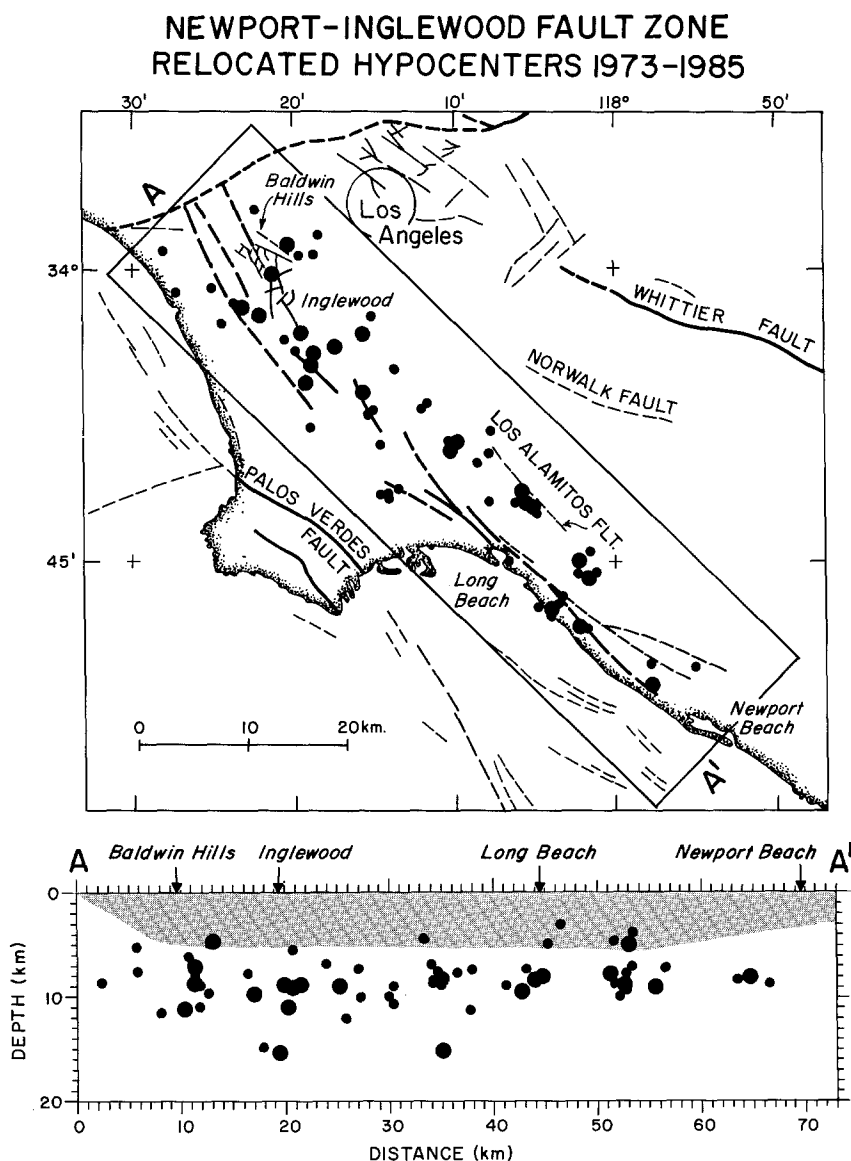 NEWPORT-INGLEWOOD FAULT ZONE
RELOCATED HYPOCENTERS 1973-1985
30' 20' 10' 118° 50'
A
Baldwin
Hills
Los
Angeles
34°
Inglewood
WHITTIER FAULT
NORWALK FAULT
LOS ALAMITOS FLT.
PALOS VERDES
FAULT
45'
Long
Beach
Newport
Beach
0 10 20 km.
A'
A Baldwin Hills Inglewood Long Beach Newport Beach A'
0
10
20
DEPTH (km)
0 10 20 30 40 50 60 70
DISTANCE (km)